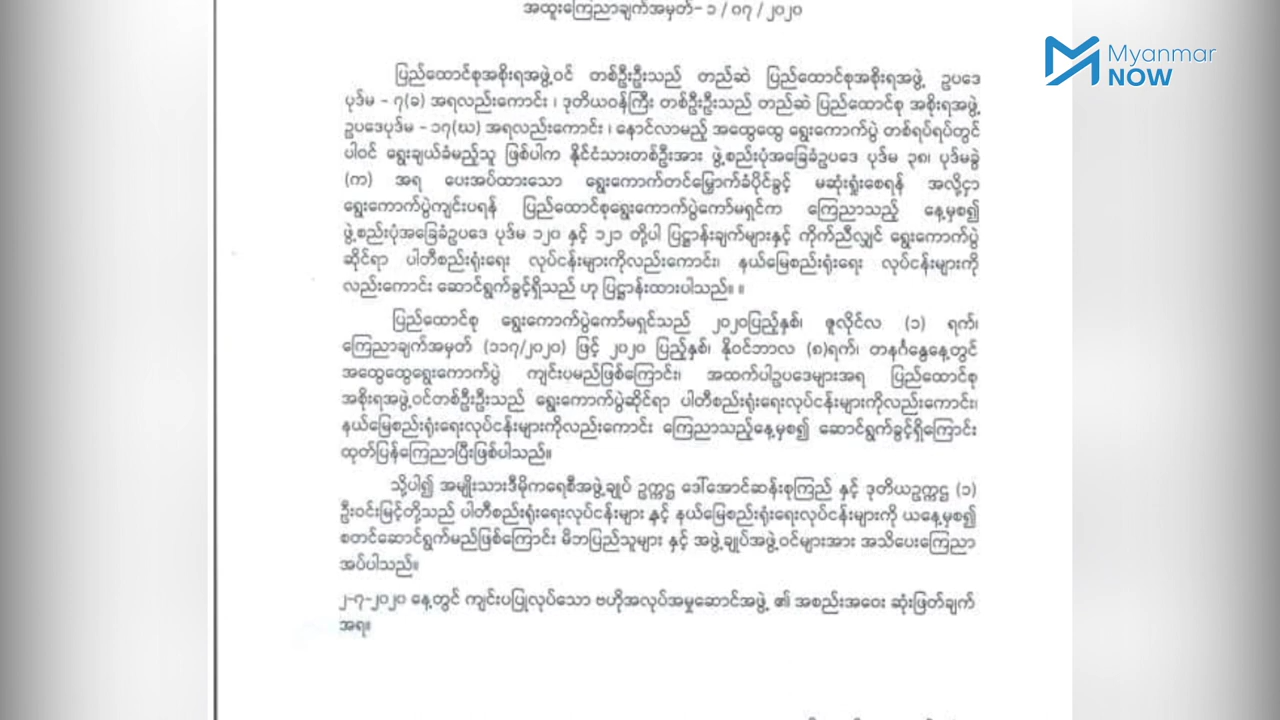 အထူးကြေညာချက်အမှတ်- ၁ / ၀၇ / ၂၀၂၀
Myanmar
NOW
ပြည်ထောင်စုအစိုးရအဖွဲ့ဝင် တစ်ဦးဦးသည် တည်ဆဲ ပြည်ထောင်စုအစိုးရအဖွဲ့ ဥပဒေ
ပုဒ်မ – ၇(ခ) အရလည်းကောင်း ၊ ဒုတိယဝန်ကြီး တစ်ဦးဦးသည် တည်ဆဲ ပြည်ထောင်စု အစိုးရအဖွဲ့
ဥပဒေပုဒ်မ – ၁၇(ဃ) အရလည်းကောင်း ၊ နောင်လာမည့် အထွေထွေ ရွေးကောက်ပွဲ တစ်ရပ်ရပ်တွင်
ပါဝင် ရွေးချယ်ခံမည့်သူ ဖြစ်ပါက နိုင်ငံသားတစ်ဦးအား ဖွဲ့စည်းပုံအခြေခံဥပဒေ ပုဒ်မ ၃၈၊ ပုဒ်မခွဲ
(က) အရ ပေးအပ်ထားသော ရွေးကောက်တင်မြှောက်ခံပိုင်ခွင့် မဆုံးရှုံးစေရန် အလို့ငှာ
ရွေးကောက်ပွဲကျင်းပရန် ပြည်ထောင်စုရွေးကောက်ပွဲကော်မရှင်က ကြေညာသည့် နေ့မှစ၍
ဖွဲ့စည်းပုံအခြေခံဥပဒေ ပုဒ်မ ၁၂၀ နှင့် ၁၂၁ တို့ပါ ပြဋ္ဌာန်းချက်များနှင့် ကိုက်ညီလျှင် ရွေးကောက်ပွဲ
ဆိုင်ရာ ပါတီစည်းရုံးရေး လုပ်ငန်းများကိုလည်းကောင်း၊ နယ်မြေစည်းရုံးရေး လုပ်ငန်းများကို
လည်းကောင်း ဆောင်ရွက်ခွင့်ရှိသည် ဟု ပြဋ္ဌာန်းထားပါသည်။ ။
ပြည်ထောင်စု ရွေးကောက်ပွဲကော်မရှင်သည် ၂၀၂၀ပြည့်နှစ်၊ ဇူလိုင်လ (၁) ရက်၊
ကြေညာချက်အမှတ် (၁၁၇/၂၀၂၀) ဖြင့် ၂၀၂၀ ပြည့်နှစ်၊ နိုဝင်ဘာလ (၈)ရက်၊ တနင်္ဂနွေနေ့တွင်
အထွေထွေရွေးကောက်ပွဲ ကျင်းပမည်ဖြစ်ကြောင်း၊ အထက်ပါဥပဒေများအရ ပြည်ထောင်စု
အစိုးရအဖွဲ့ဝင်တစ်ဦးဦးသည် ရွေးကောက်ပွဲဆိုင်ရာ ပါတီစည်းရုံးရေးလုပ်ငန်းများကိုလည်းကောင်း၊
နယ်မြေစည်းရုံးရေးလုပ်ငန်းများကိုလည်းကောင်း ကြေညာသည့်နေ့မှစ၍ ဆောင်ရွက်ခွင့်ရှိကြောင်း
ထုတ်ပြန်ကြေညာပြီးဖြစ်ပါသည်။
သို့ပါ၍ အမျိုးသားဒီမိုကရေစီအဖွဲ့ချုပ် ဥက္ကဋ္ဌ ဒေါ်အောင်ဆန်းစုကြည် နှင့် ဒုတိယဥက္ကဋ္ဌ (၁)
ဦးဝင်းမြင့်တို့သည် ပါတီစည်းရုံးရေးလုပ်ငန်းများ နှင့် နယ်မြေစည်းရုံးရေးလုပ်ငန်းများကို ယနေ့မှစ၍
စတင်ဆောင်ရွက်မည်ဖြစ်ကြောင်း မိဘပြည်သူများ နှင့် အဖွဲ့ချုပ်အဖွဲ့ဝင်များအား အသိပေးကြေညာ
အပ်ပါသည်။
၂-၇-၂၀၂၀ နေ့တွင် ကျင်းပပြုလုပ်သော ဗဟိုအလုပ်အမှုဆောင်အဖွဲ့ ၏ အစည်းအဝေး ဆုံးဖြတ်ချက်
အရ။